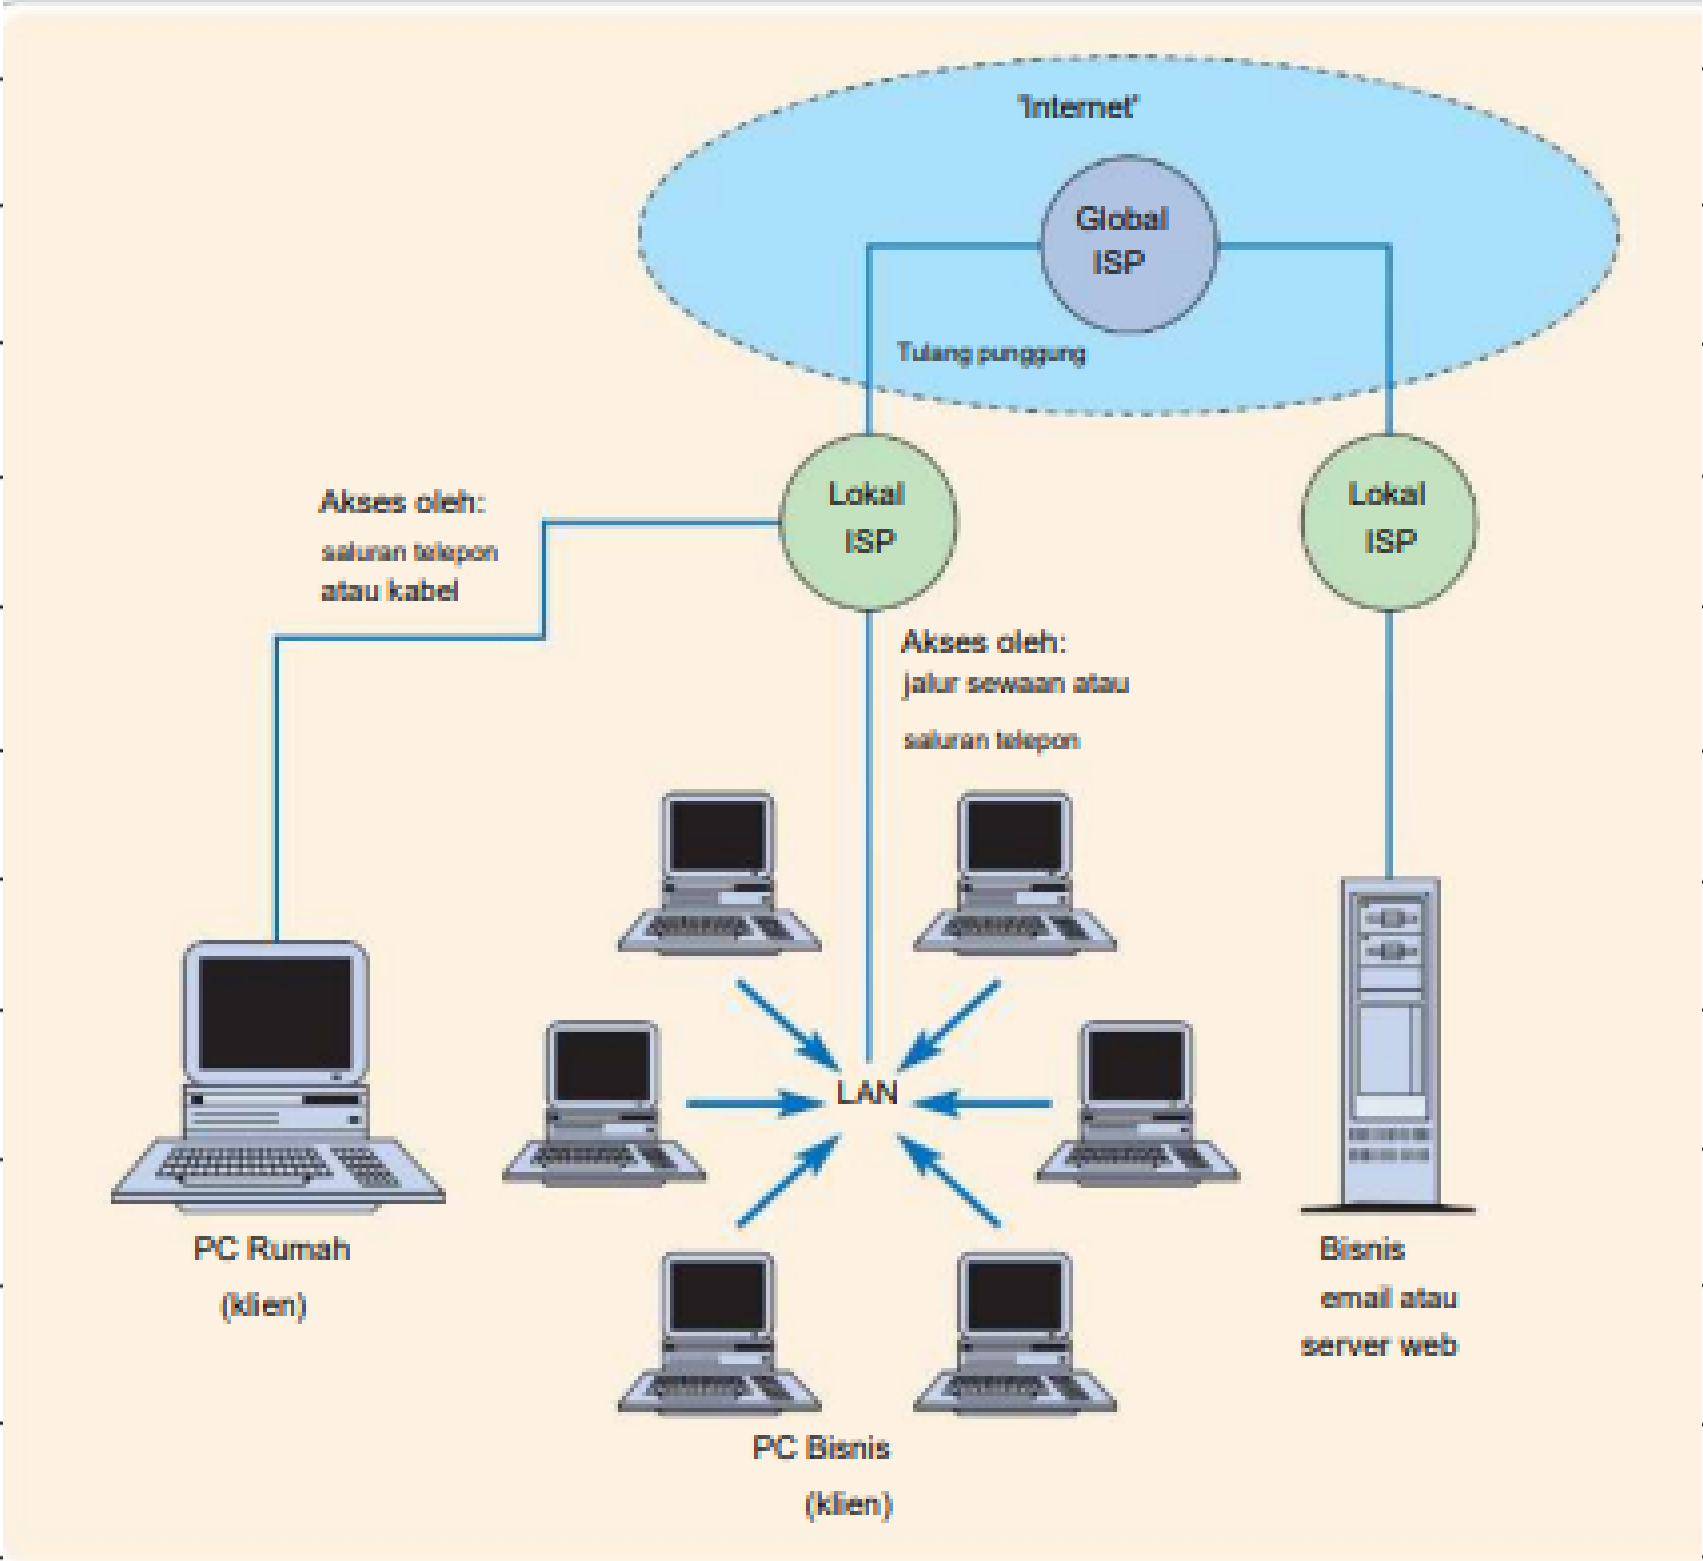 'Internet'
Global
ISP
Tulang punggung
Lokal
ISP
Lokal
ISP
Akses oleh:
saluran telepon
atau kabel
Akses oleh:
jalur sewaan atau
saluran telepon
LAN
PC Rumah
(klien)
Bisnis
email atau
server web
PC Bisnis
(klien)